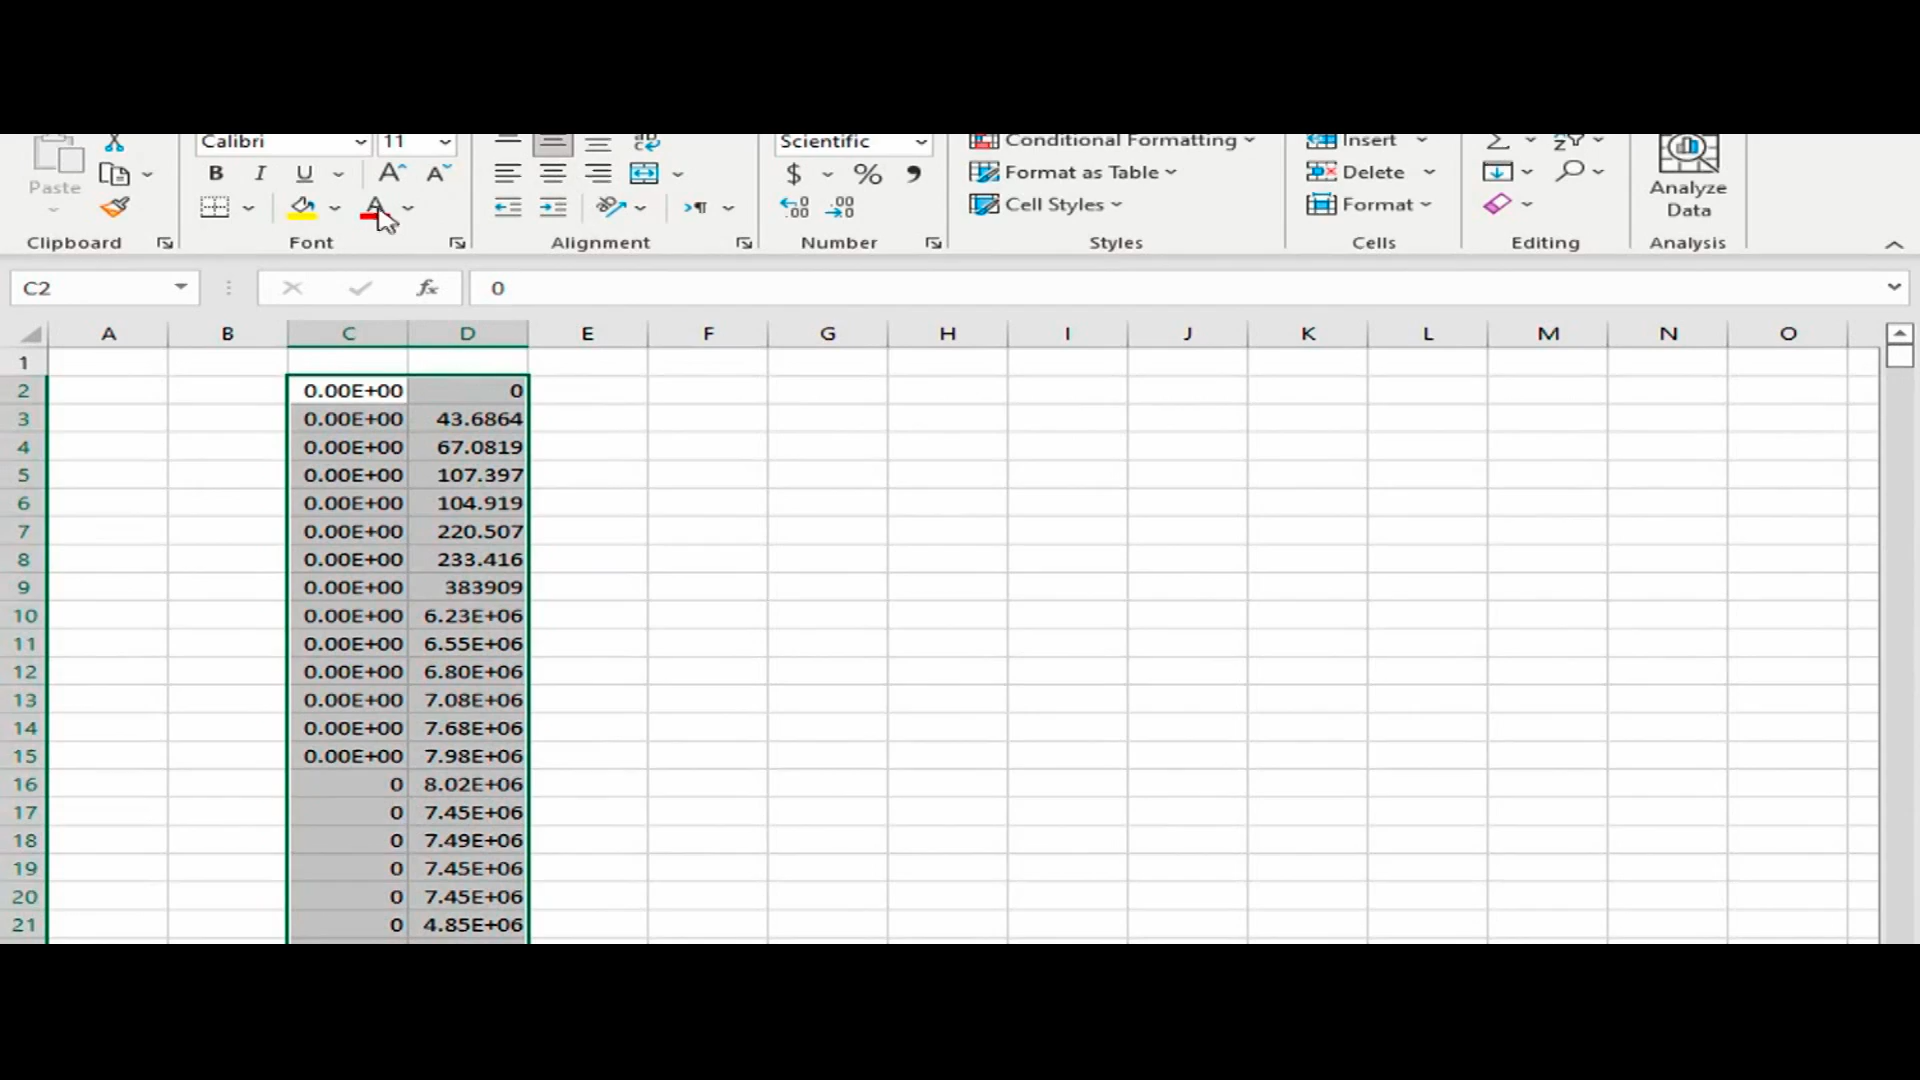 Calibri 11 Scientific Conditional Formatting Insert
Paste B I U A A $ % Format as Table Delete Analyze
A Cell Styles Format Data
Clipboard Font Alignment Number Styles Cells Editing Analysis
C2 fx 0
A B C D E F G H I J K L M N O
1
2 0.00E+00 0
3 0.00E+00 43.6864
4 0.00E+00 67.0819
5 0.00E+00 107.397
6 0.00E+00 104.919
7 0.00E+00 220.507
8 0.00E+00 233.416
9 0.00E+00 383909
10 0.00E+00 6.23E+06
11 0.00E+00 6.55E+06
12 0.00E+00 6.80E+06
13 0.00E+00 7.08E+06
14 0.00E+00 7.68E+06
15 0.00E+00 7.98E+06
16 0 8.02E+06
17 0 7.45E+06
18 0 7.49E+06
19 0 7.45E+06
20 0 7.45E+06
21 0 4.85E+06